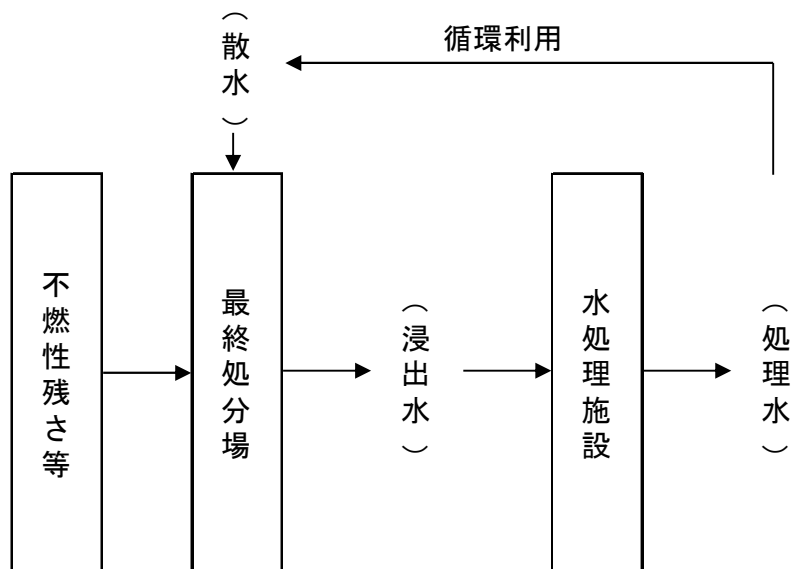 （散水）
循環利用
不燃性残さ等
最終処分場
（浸出水）
水処理施設
（処理水）